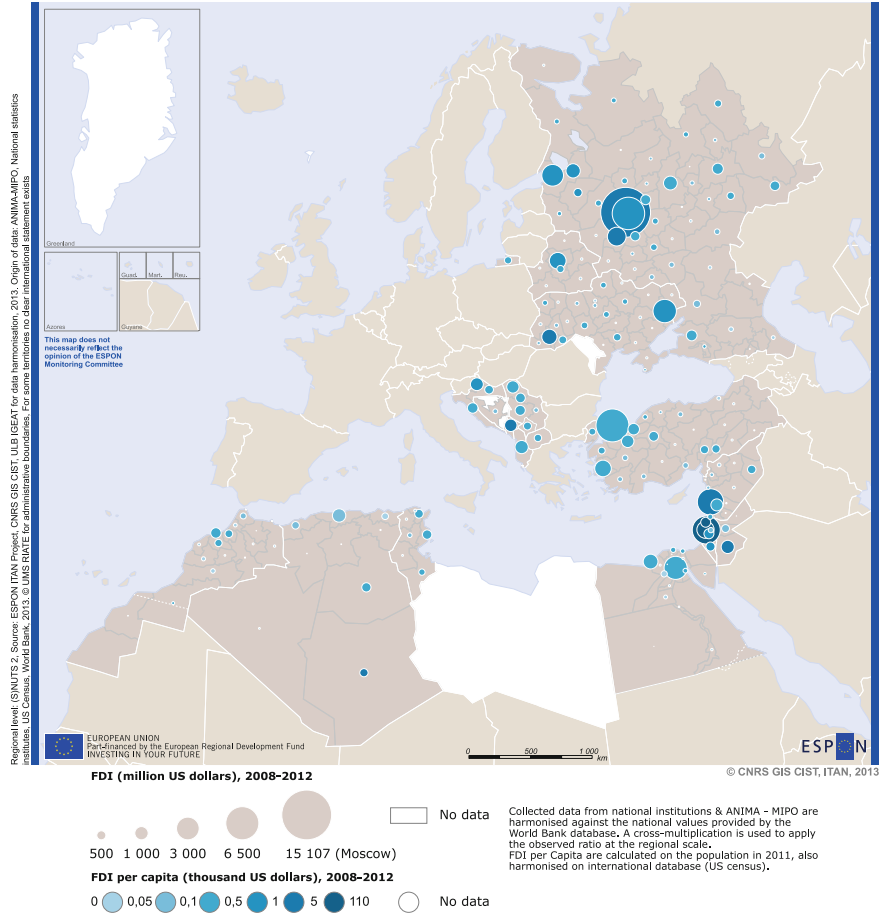 Regional level: (S)NUTS 2, Source: ESPON ITAN Project, CNRS GIS CIST, ULB IGEAT for data harmonisation, 2013. Origin of data: ANIMA-MIPO, National statistics
institutes, US Census, World Bank, 2013. © UMS RIATE for administrative boundaries. For some territories no clear international statement exists
Greenland
Azores
Guad.
Mart.
Reu.
Guyane
This map does not
necessarily reflect the
opinion of the ESPON
Monitoring Committee
EUROPEAN UNION
Part-financed by the European Regional Development Fund
INVESTING IN YOUR FUTURE
0 500 1 000
km
ESPON
© CNRS GIS CIST, ITAN, 2013
FDI (million US dollars), 2008-2012
500 1 000 3 000 6 500 15 107 (Moscow)
No data
Collected data from national institutions & ANIMA - MIPO are
harmonised against the national values provided by the
World Bank database. A cross-multiplication is used to apply
the observed ratio at the regional scale.
FDI per Capita are calculated on the population in 2011, also
harmonised on international database (US census).
FDI per capita (thousand US dollars), 2008-2012
0 0,05 0,1 0,5 1 5 110 No data